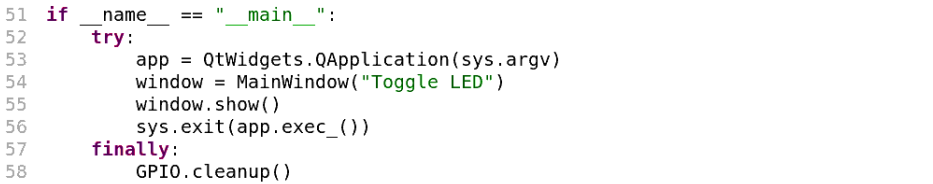 51 if __name__ == "__main__":
52     try:
53         app = QtWidgets.QApplication(sys.argv)
54         window = MainWindow("Toggle LED")
55         window.show()
56         sys.exit(app.exec_())
57     finally:
58         GPIO.cleanup()